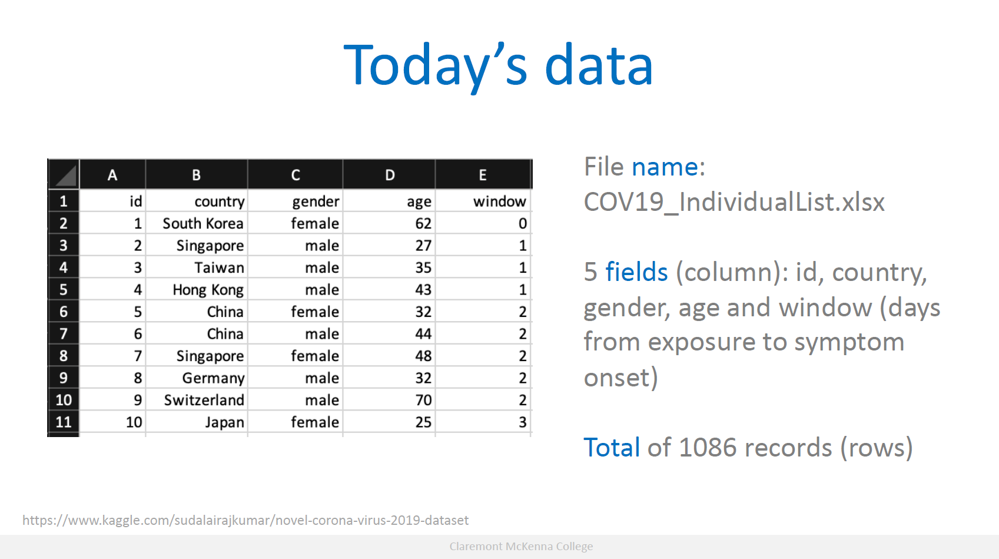 Today’s data
A B C D E
1 id country gender age window
2 1 South Korea female 62 0
3 2 Singapore male 27 1
4 3 Taiwan male 35 1
5 4 Hong Kong male 43 1
6 5 China female 32 2
7 6 China male 44 2
8 7 Singapore female 48 2
9 8 Germany male 32 2
10 9 Switzerland male 70 2
11 10 Japan female 25 3
File name:
COV19_IndividualList.xlsx
5 fields (column): id, country,
gender, age and window (days
from exposure to symptom
onset)
Total of 1086 records (rows)
https://www.kaggle.com/sudalairajkumar/novel-corona-virus-2019-dataset
Claremont McKenna College